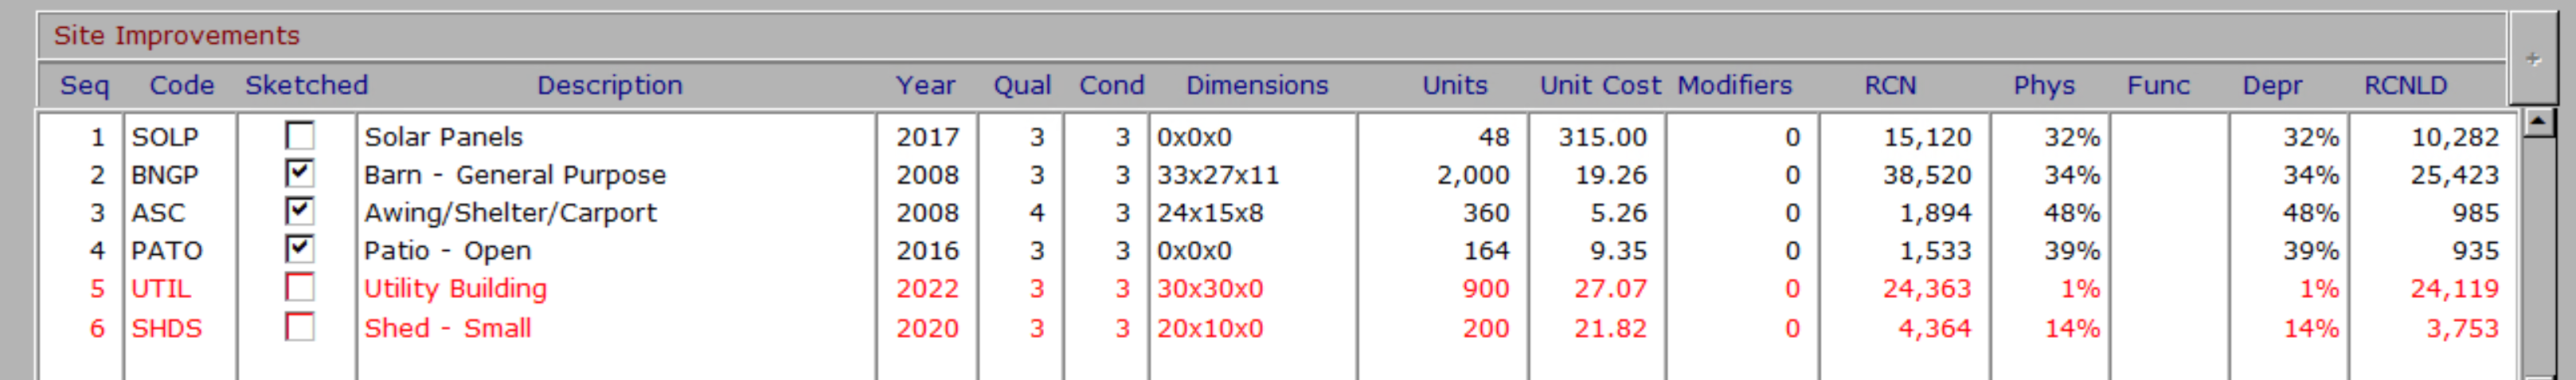 Site Improvements
+
Seq Code Sketched Description Year Qual Cond Dimensions Units Unit Cost Modifiers RCN Phys Func Depr RCNLD
1 SOLP Solar Panels 2017 3 3 0x0x0 48 315.00 0 15,120 32% 32% 10,282
2 BNGP Barn - General Purpose 2008 3 3 33x27x11 2,000 19.26 0 38,520 34% 34% 25,423
3 ASC Awing/Shelter/Carport 2008 4 3 24x15x8 360 5.26 0 1,894 48% 48% 985
4 PATO Patio - Open 2016 3 3 0x0x0 164 9.35 0 1,533 39% 39% 935
5 UTIL Utility Building 2022 3 3 30x30x0 900 27.07 0 24,363 1% 1% 24,119
6 SHDS Shed - Small 2020 3 3 20x10x0 200 21.82 0 4,364 14% 14% 3,753